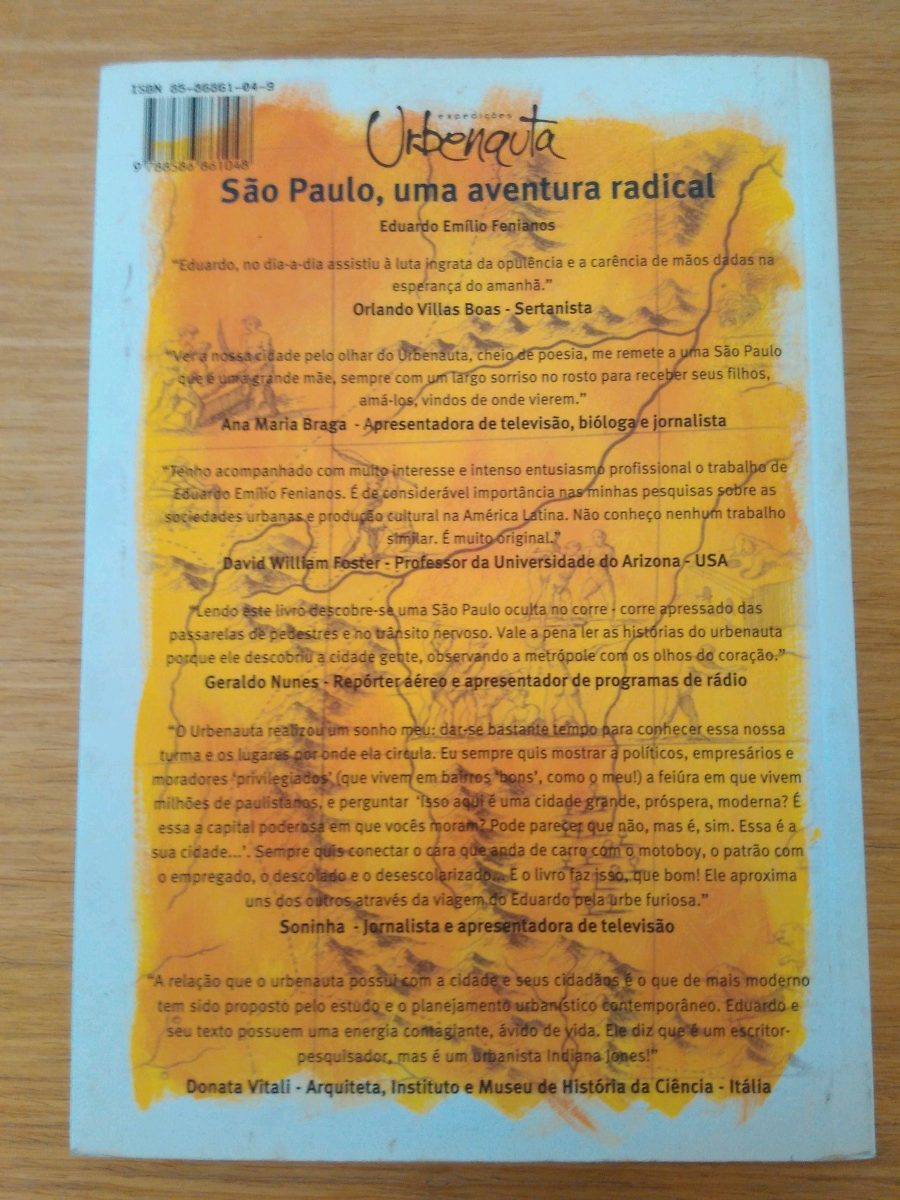 ISBN 85-86861-04-9
9 788586 861048
expedições
Urbenauta
São Paulo, uma aventura radical
Eduardo Emílio Fenianos
“Eduardo, no dia-a-dia assistiu à luta ingrata da opulência e a carência de mãos dadas na
esperança do amanhã.”
Orlando Villas Boas - Sertanista
“Ver a nossa cidade pelo olhar do Urbenauta, cheio de poesia, me remete a uma São Paulo
que é uma grande mãe, sempre com um largo sorriso no rosto para receber seus filhos,
amá-los, vindos de onde vierem.”
Ana Maria Braga - Apresentadora de televisão, bióloga e jornalista
“Tenho acompanhado com muito interesse e intenso entusiasmo profissional o trabalho de
Eduardo Emílio Fenianos. É de considerável importância nas minhas pesquisas sobre as
sociedades urbanas e produção cultural na América Latina. Não conheço nenhum trabalho
similar. É muito original.”
David William Foster - Professor da Universidade do Arizona - USA
“Lendo este livro descobre-se uma São Paulo oculta no corre - corre apressado das
passarelas de pedestres e no trânsito nervoso. Vale a pena ler as histórias do urbenauta
porque ele descobriu a cidade gente, observando a metrópole com os olhos do coração.”
Geraldo Nunes - Repórter aéreo e apresentador de programas de rádio
“O Urbenauta realizou um sonho meu: dar-se bastante tempo para conhecer essa nossa
turma e os lugares por onde ela circula. Eu sempre quis mostrar a políticos, empresários e
moradores ‘privilegiados’ (que vivem em bairros ‘bons’, como o meu!) a feiúra em que vivem
milhões de paulistanos, e perguntar ‘Isso aqui é uma cidade grande, próspera, moderna? É
essa a capital poderosa em que vocês moram? Pode parecer que não, mas é, sim. Essa é a
sua cidade...’. Sempre quis conectar o cara que anda de carro com o motoboy, o patrão com
o empregado, o descolado e o desescolarizado... E o livro faz isso, que bom! Ele aproxima
uns dos outros através da viagem do Eduardo pela urbe furiosa.”
Soninha - Jornalista e apresentadora de televisão
“A relação que o urbenauta possui com a cidade e seus cidadãos é o que de mais moderno
tem sido proposto pelo estudo e o planejamento urbanístico contemporâneo. Eduardo e
seu texto possuem uma energia contagiante, ávido de vida. Ele diz que é um escritor-
pesquisador, mas é um urbanista Indiana Jones!”
Donata Vitali - Arquiteta, Instituto e Museu de História da Ciência - Itália